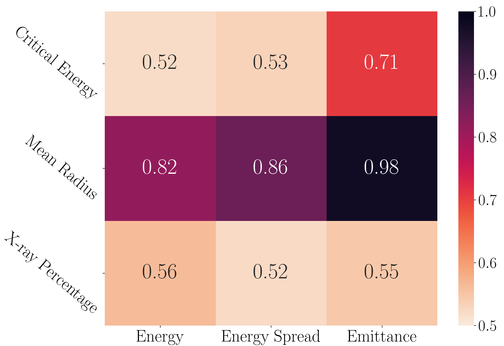 Critical Energy 0.52 0.53 0.71
Mean Radius 0.82 0.86 0.98
X-ray Percentage 0.56 0.52 0.55
Energy Energy Spread Emittance
1.0
0.9
0.8
0.7
0.6
0.5